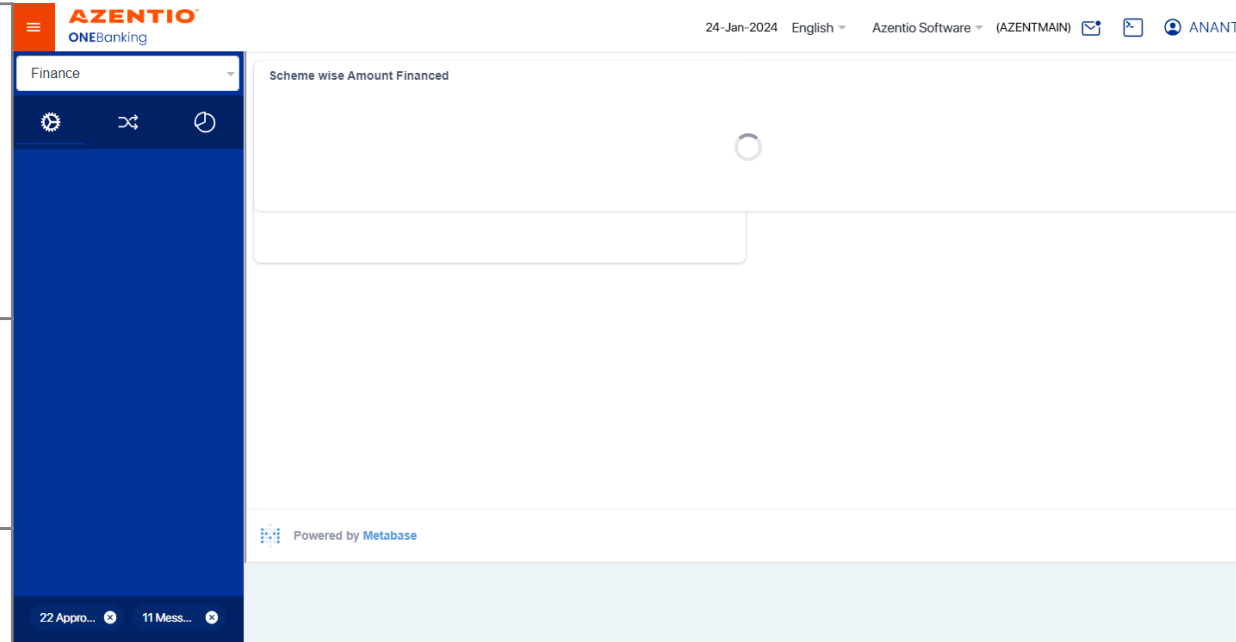 AZENTIO™
ONEBanking
24-Jan-2024 English Azentio Software (AZENTMAIN) ANANT
Finance
Scheme wise Amount Financed
Powered by Metabase
22 Appro... 11 Mess...